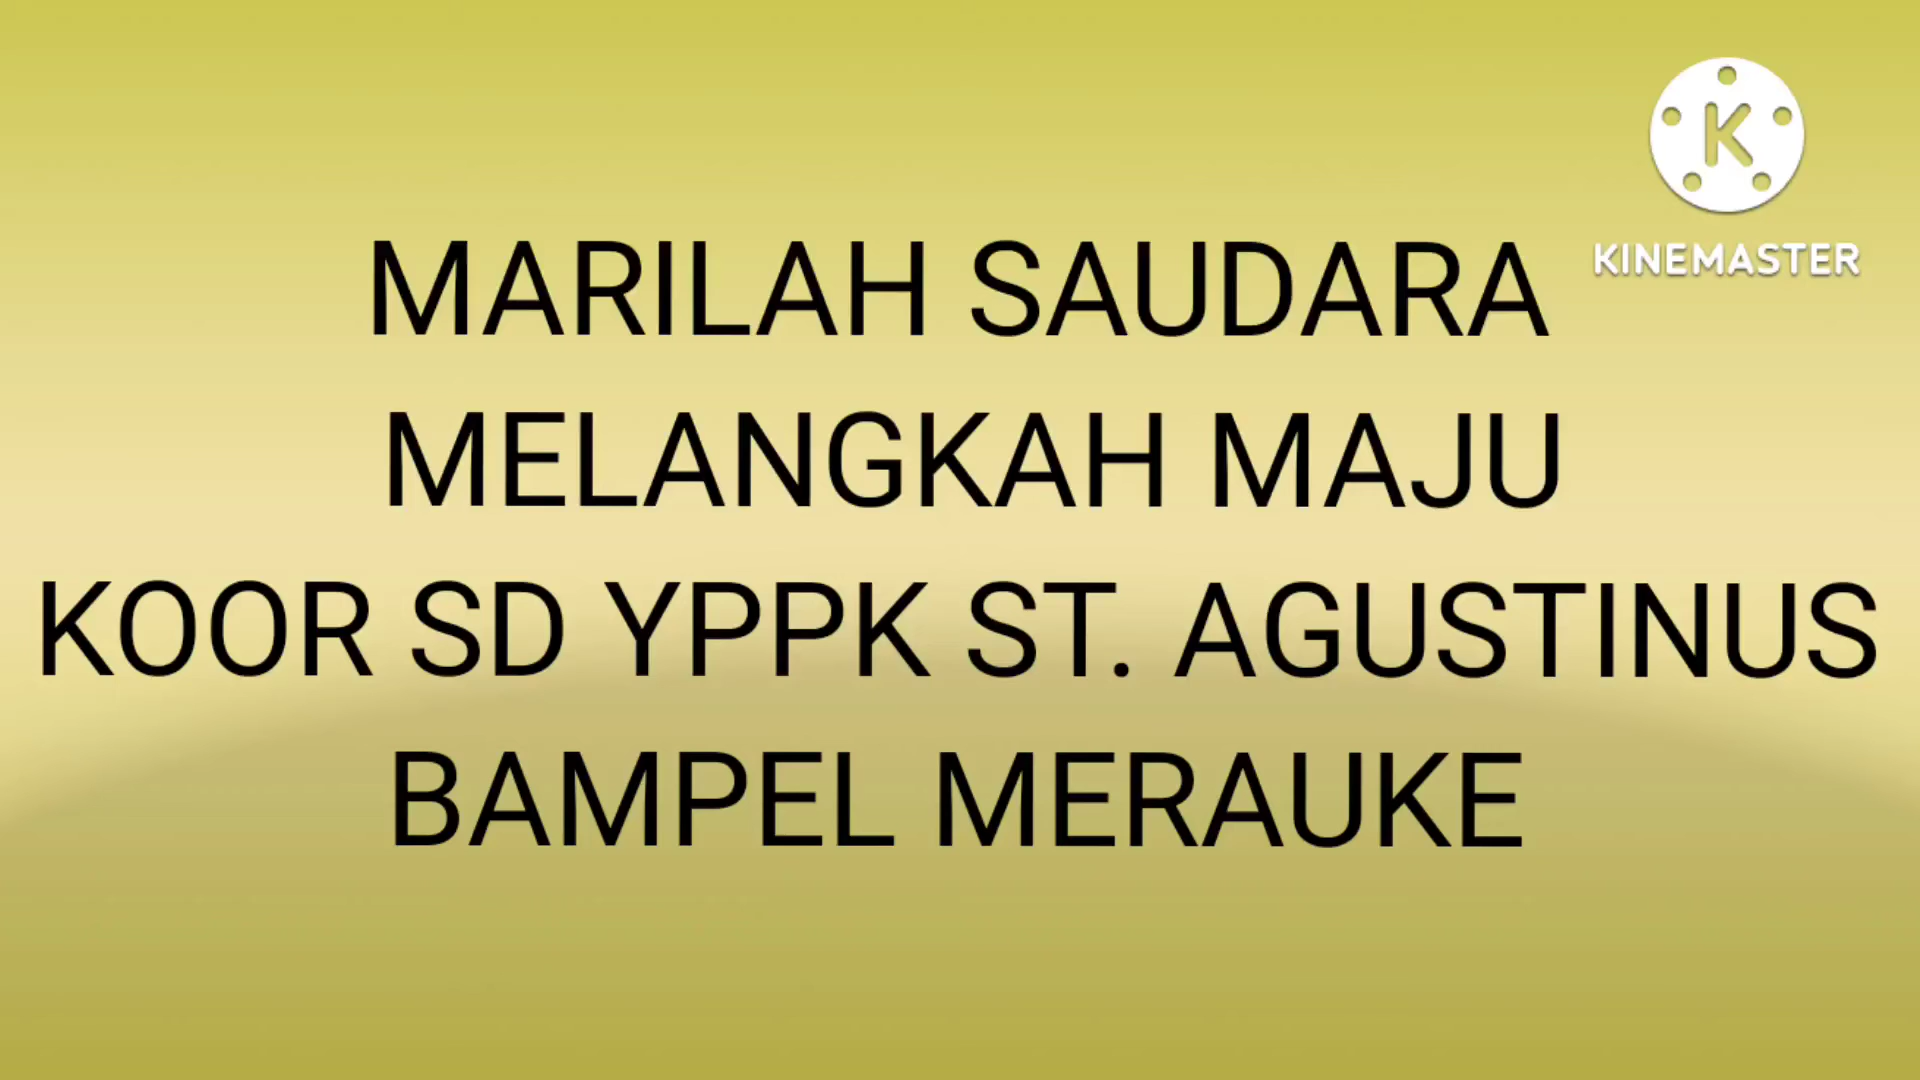 K
KINEMASTER
MARILAH SAUDARA
MELANGKAH MAJU
KOOR SD YPPK ST. AGUSTINUS
BAMPEL MERAUKE